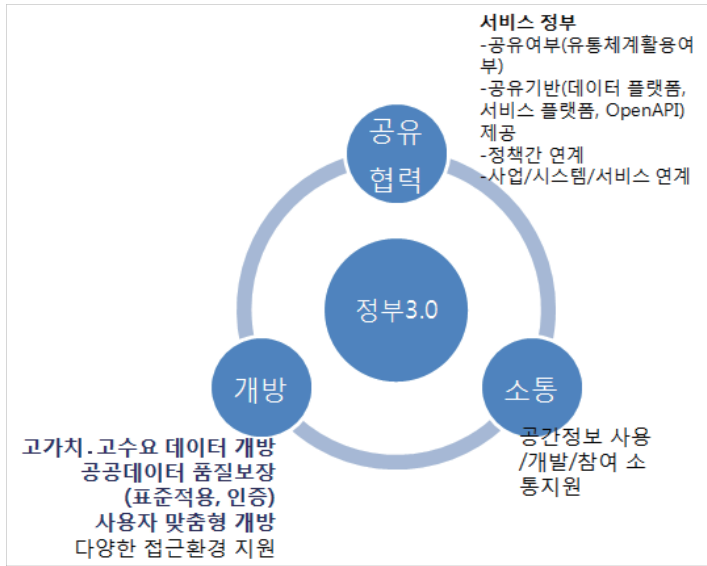 서비스 정부
-공유여부(유통체계활용여
부)
-공유기반(데이터 플랫폼,
서비스 플랫폼, OpenAPI)
제공
-정책간 연계
-사업/시스템/서비스 연계
공유
협력
정부3.0
개방
소통
고가치.고수요 데이터 개방
공공데이터 품질보장
(표준적용, 인증)
사용자 맞춤형 개방
다양한 접근환경 지원
공간정보 사용
/개발/참여 소
통지원